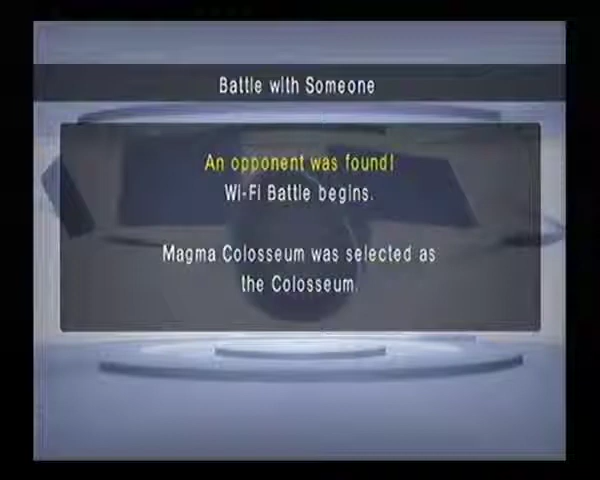 Battle with Someone
An opponent was found!
Wi-Fi Battle begins.
Magma Colosseum was selected as
the Colosseum.